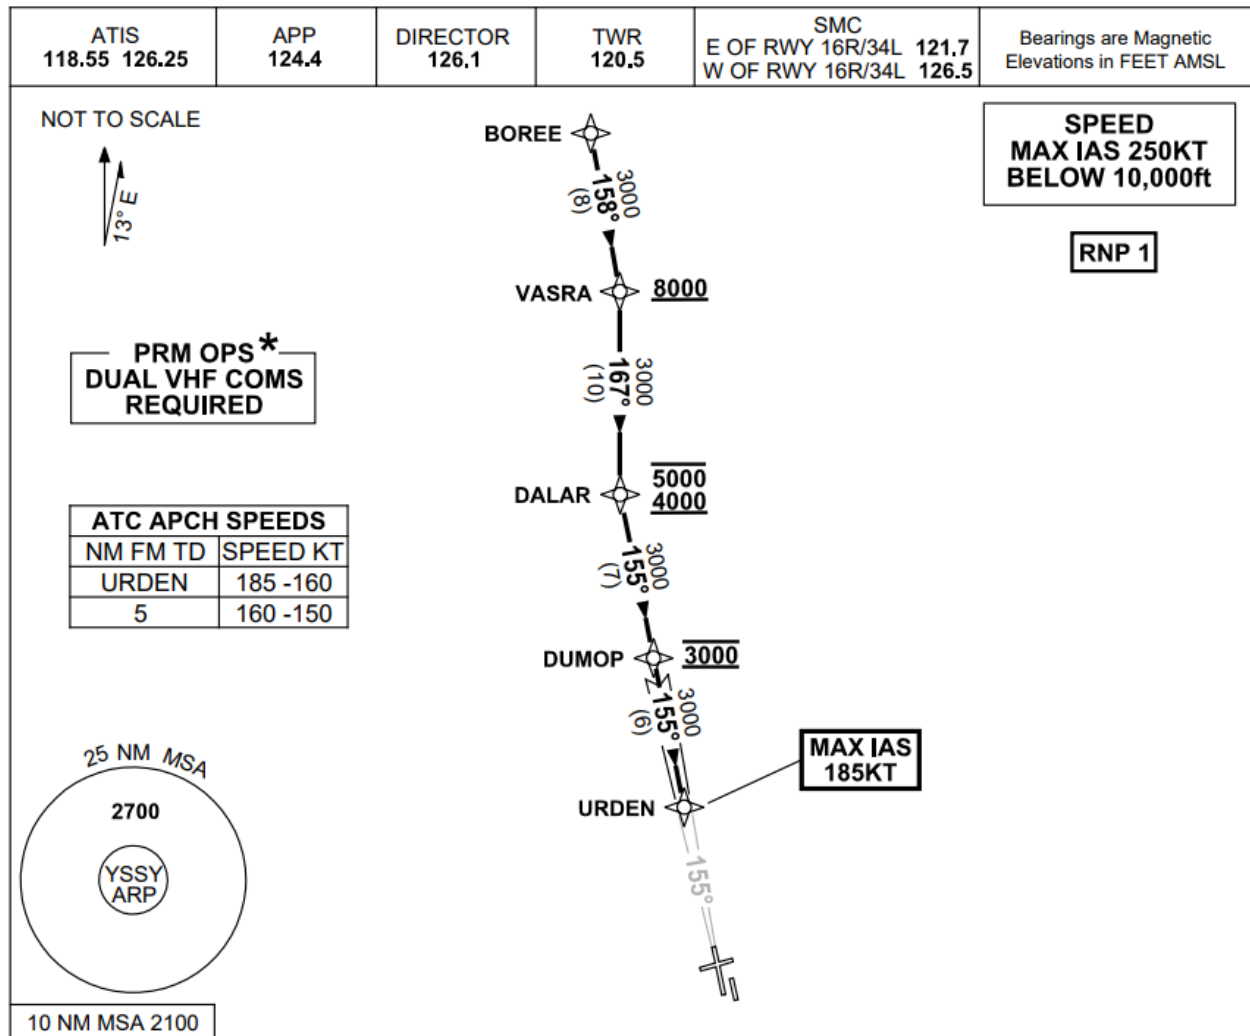 ATIS
118.55 126.25
APP
124.4
DIRECTOR
126.1
TWR
120.5
SMC
E OF RWY 16R/34L 121.7
W OF RWY 16R/34L 126.5
Bearings are Magnetic
Elevations in FEET AMSL
NOT TO SCALE
13° E
BOREE
SPEED
MAX IAS 250KT
BELOW 10,000ft
3000
158°
(8)
RNP 1
VASRA
8000
PRM OPS*
DUAL VHF COMS
REQUIRED
3000
167°
(10)
DALAR
5000
4000
ATC APCH SPEEDS
NM FM TD SPEED KT
URDEN 185 -160
5 160 -150
3000
155°
(7)
DUMOP
3000
3000
155°
(6)
MAX IAS
185KT
URDEN
25 NM MSA
2700
YSSY
ARP
155°
10 NM MSA 2100